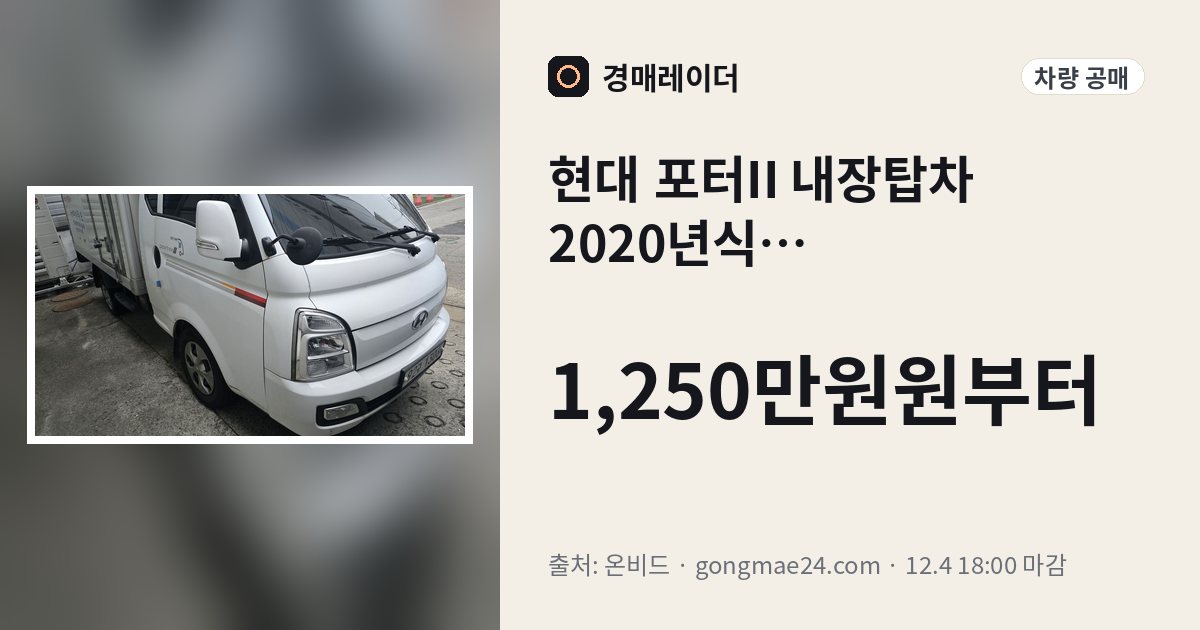 경매레이더
차량 공매
현대 포터II 내장탑차
2020년식…
1,250만원원부터
출처: 온비드 · gongmae24.com · 12.4 18:00 마감